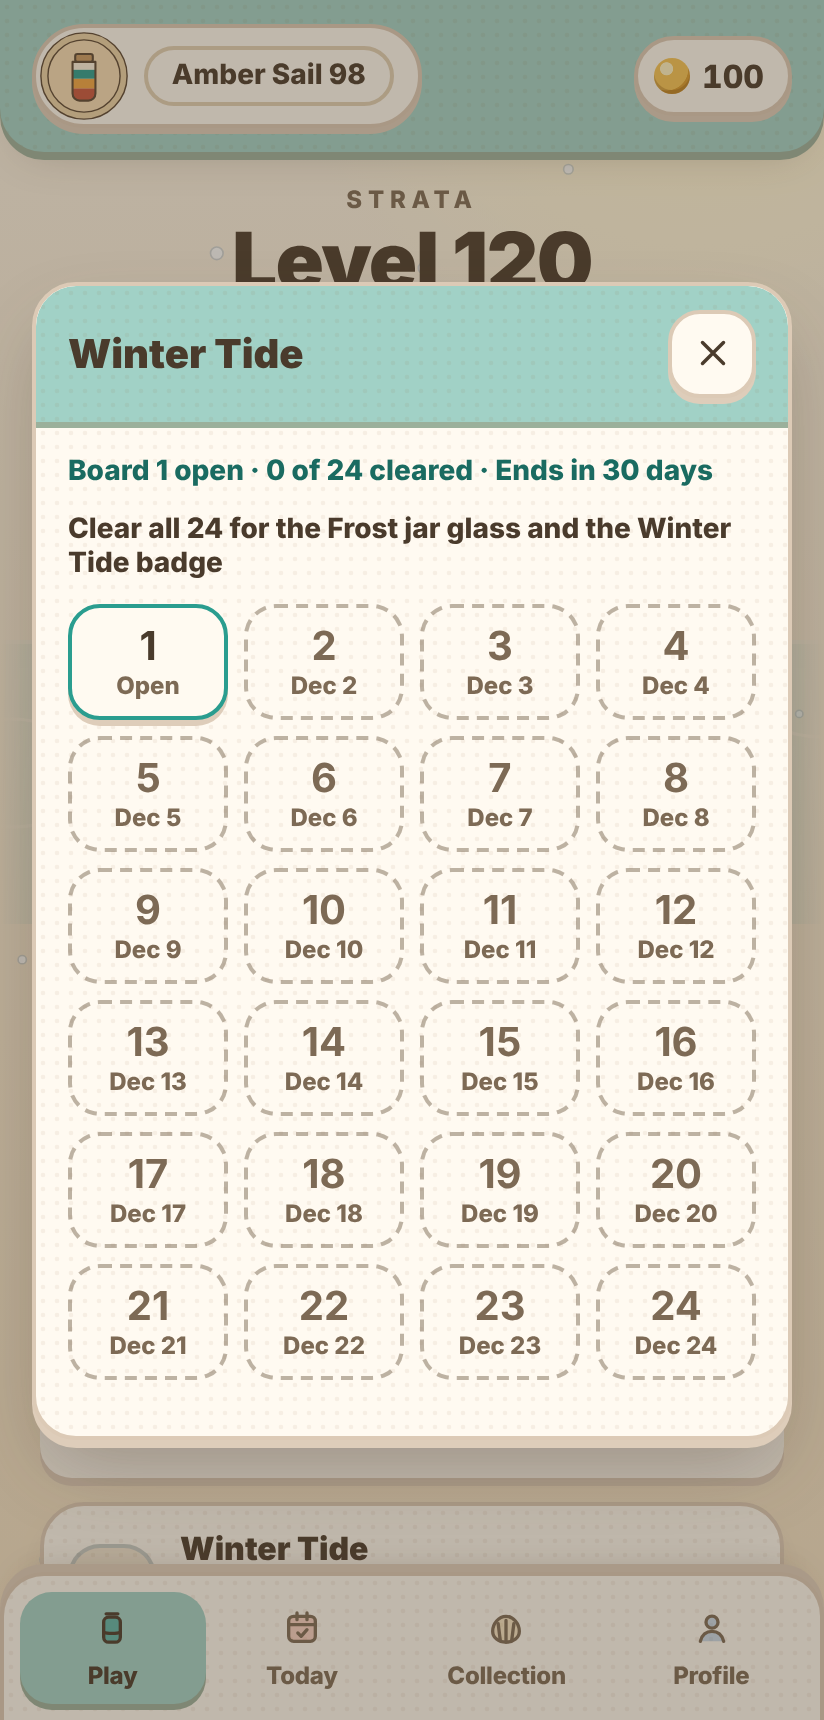 Amber Sail 98
100
STRATA
Level 120
Winter Tide
Board 1 open · 0 of 24 cleared · Ends in 30 days
Clear all 24 for the Frost jar glass and the Winter
Tide badge
1
Open
2
Dec 2
3
Dec 3
4
Dec 4
5
Dec 5
6
Dec 6
7
Dec 7
8
Dec 8
9
Dec 9
10
Dec 10
11
Dec 11
12
Dec 12
13
Dec 13
14
Dec 14
15
Dec 15
16
Dec 16
17
Dec 17
18
Dec 18
19
Dec 19
20
Dec 20
21
Dec 21
22
Dec 22
23
Dec 23
24
Dec 24
Winter Tide
Play
Today
Collection
Profile